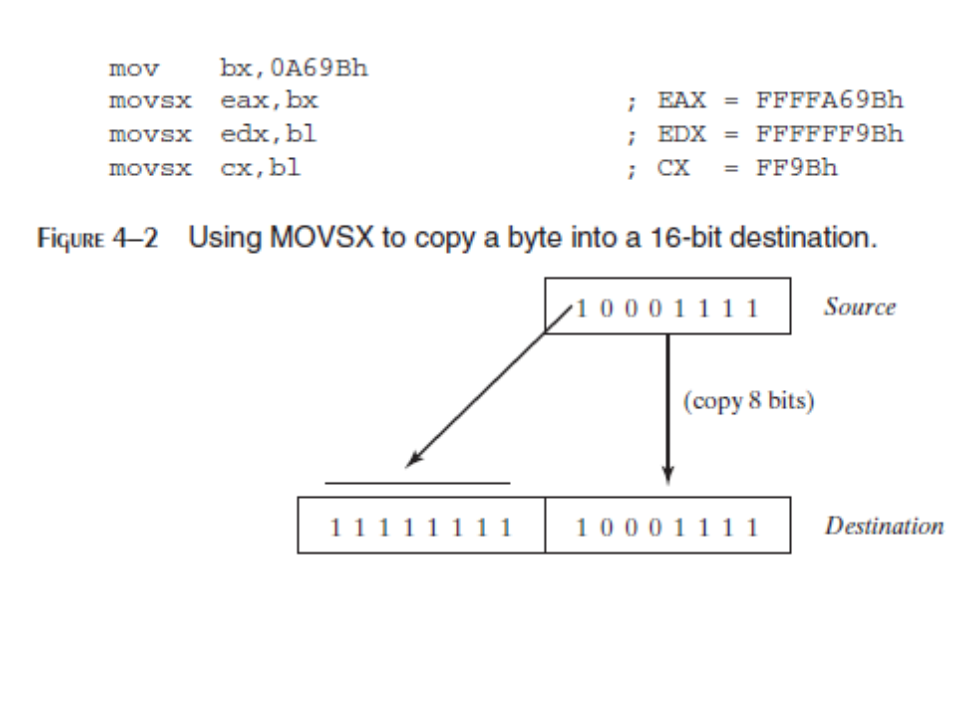 mov bx,0A69Bh
movsx eax,bx ; EAX = FFFFA69Bh
movsx edx,bl ; EDX = FFFFFF9Bh
movsx cx,bl ; CX = FF9Bh
FIGURE 4–2 Using MOVSX to copy a byte into a 16-bit destination.
1 0 0 0 1 1 1 1 Source
(copy 8 bits)
1 1 1 1 1 1 1 1 1 0 0 0 1 1 1 1 Destination